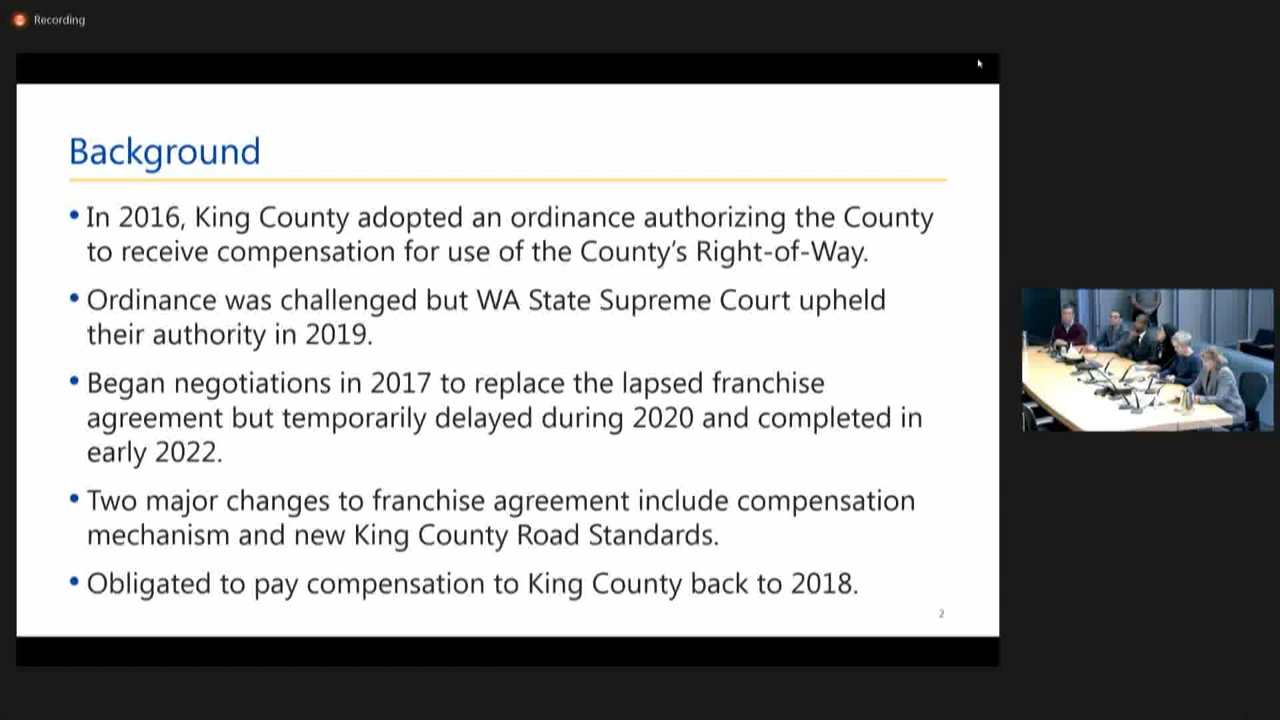 Recording
Background
• In 2016, King County adopted an ordinance authorizing the County
to receive compensation for use of the County's Right-of-Way.
• Ordinance was challenged but WA State Supreme Court upheld
their authority in 2019.
• Began negotiations in 2017 to replace the lapsed franchise
agreement but temporarily delayed during 2020 and completed in
early 2022.
• Two major changes to franchise agreement include compensation
mechanism and new King County Road Standards.
• Obligated to pay compensation to King County back to 2018.
2